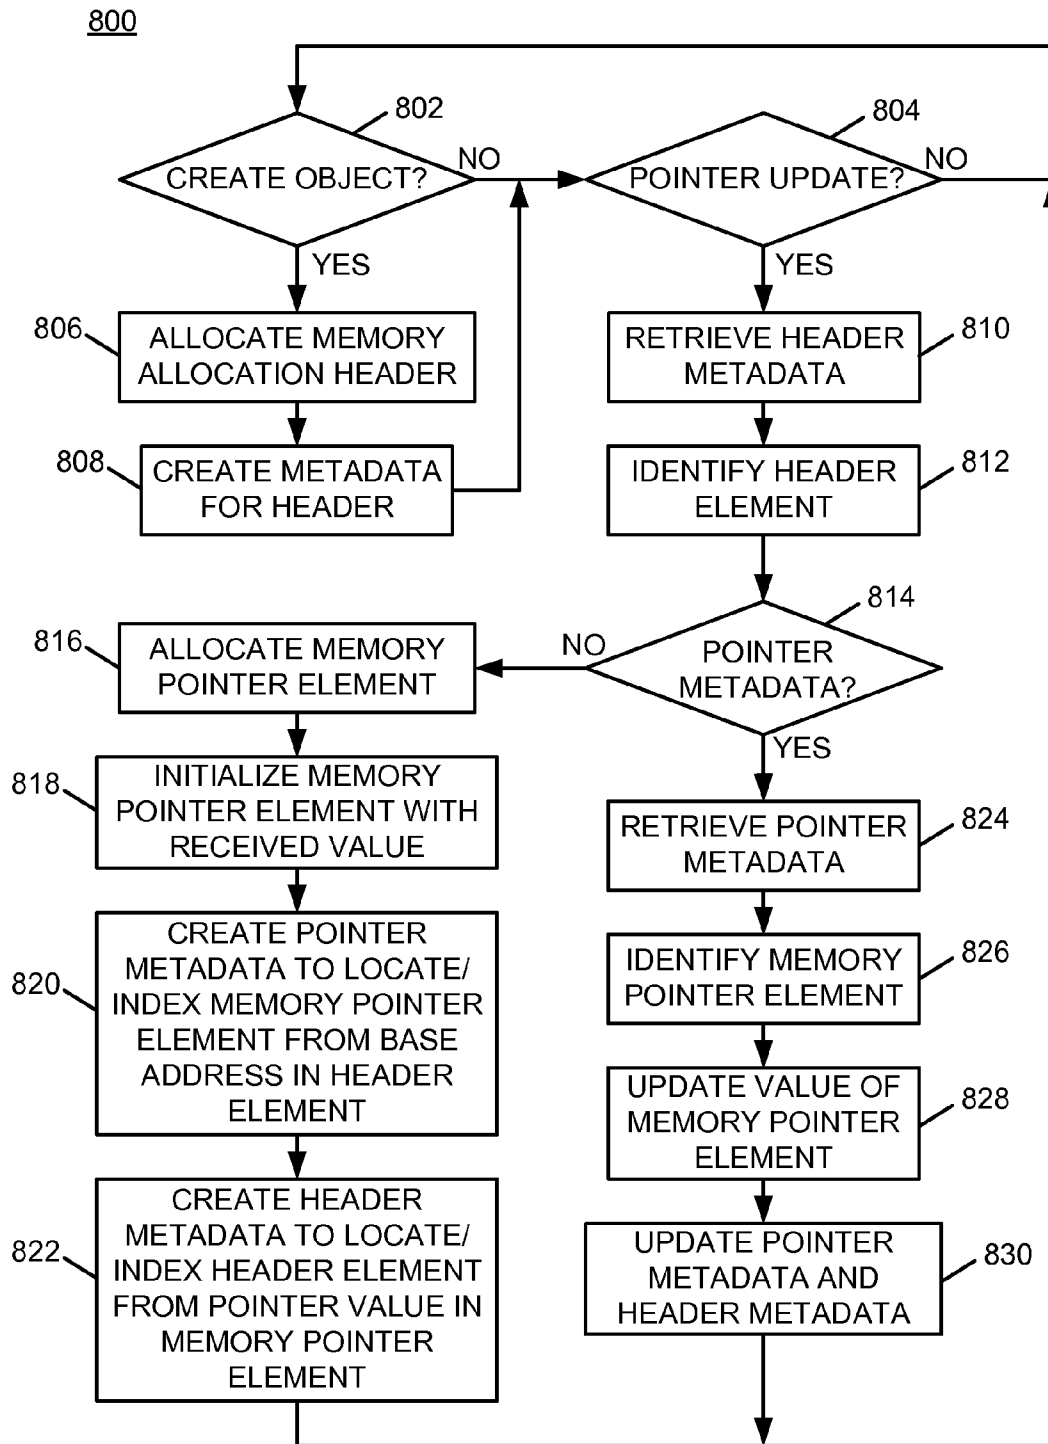 800
802
CREATE OBJECT?
NO
YES
804
POINTER UPDATE?
NO
YES
806
ALLOCATE MEMORY
ALLOCATION HEADER
808
CREATE METADATA
FOR HEADER
810
RETRIEVE HEADER
METADATA
812
IDENTIFY HEADER
ELEMENT
814
POINTER
METADATA?
NO
YES
816
ALLOCATE MEMORY
POINTER ELEMENT
818
INITIALIZE MEMORY
POINTER ELEMENT WITH
RECEIVED VALUE
820
CREATE POINTER
METADATA TO LOCATE/
INDEX MEMORY POINTER
ELEMENT FROM BASE
ADDRESS IN HEADER
ELEMENT
822
CREATE HEADER
METADATA TO LOCATE/
INDEX HEADER ELEMENT
FROM POINTER VALUE IN
MEMORY POINTER
ELEMENT
824
RETRIEVE POINTER
METADATA
826
IDENTIFY MEMORY
POINTER ELEMENT
828
UPDATE VALUE OF
MEMORY POINTER
ELEMENT
830
UPDATE POINTER
METADATA AND
HEADER METADATA